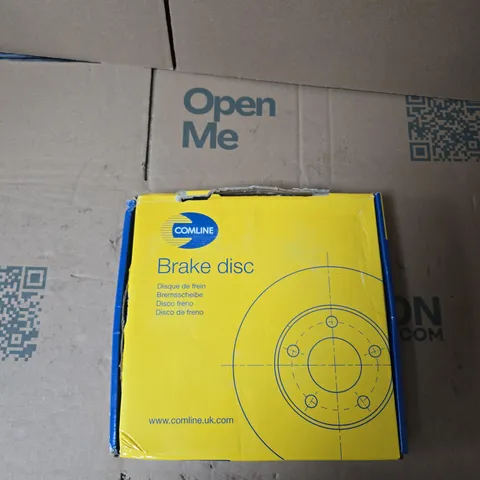 Open
Me
COMLINE
Brake disc
Disque de frein
Bremsscheibe
Disco freno
Disco de freno
www.comline.uk.com
ON
.COM